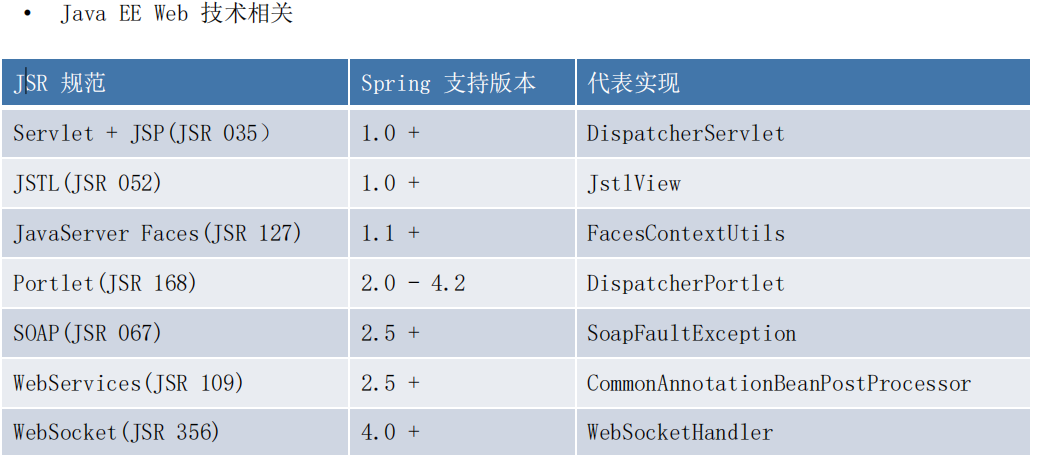 • Java EE Web 技术相关
JSR 规范 Spring 支持版本 代表实现
Servlet + JSP(JSR 035） 1.0 + DispatcherServlet
JSTL(JSR 052) 1.0 + JstlView
JavaServer Faces(JSR 127) 1.1 + FacesContextUtils
Portlet(JSR 168) 2.0 - 4.2 DispatcherPortlet
SOAP(JSR 067) 2.5 + SoapFaultException
WebServices(JSR 109) 2.5 + CommonAnnotationBeanPostProcessor
WebSocket(JSR 356) 4.0 + WebSocketHandler